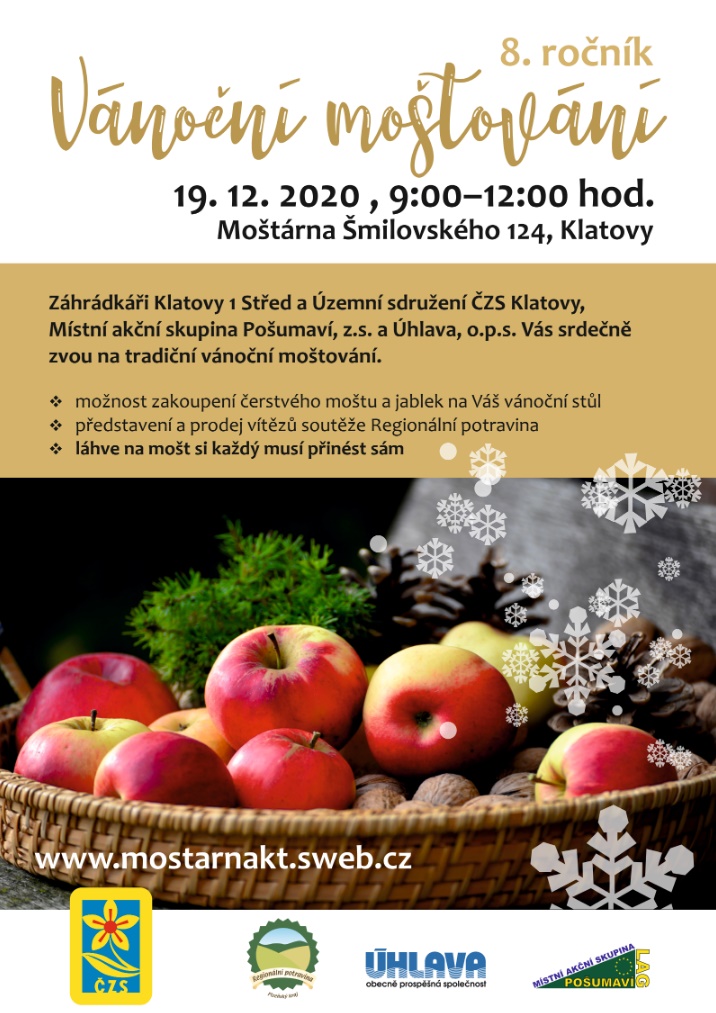 8. ročník
Vánoční moštování
19. 12. 2020 , 9:00–12:00 hod.
Moštárna Šmilovského 124, Klatovy
Záhrádkáři Klatovy 1 Střed a Územní sdružení ČZS Klatovy,
Místní akční skupina Pošumaví, z.s. a Úhlava, o.p.s. Vás srdečně
zvou na tradiční vánoční moštování.
❖ možnost zakoupení čerstvého moštu a jablek na Váš vánoční stůl
❖ představení a prodej vítězů soutěže Regionální potravina
❖ láhve na mošt si každý musí přinést sám
www.mostarnakt.sweb.cz
ČZS
Regionální potravina
Plzeňský kraj
ÚHLAVA
obecně prospěšná společnost
MÍSTNÍ AKČNÍ SKUPINA
POŠUMAVÍ
LAG